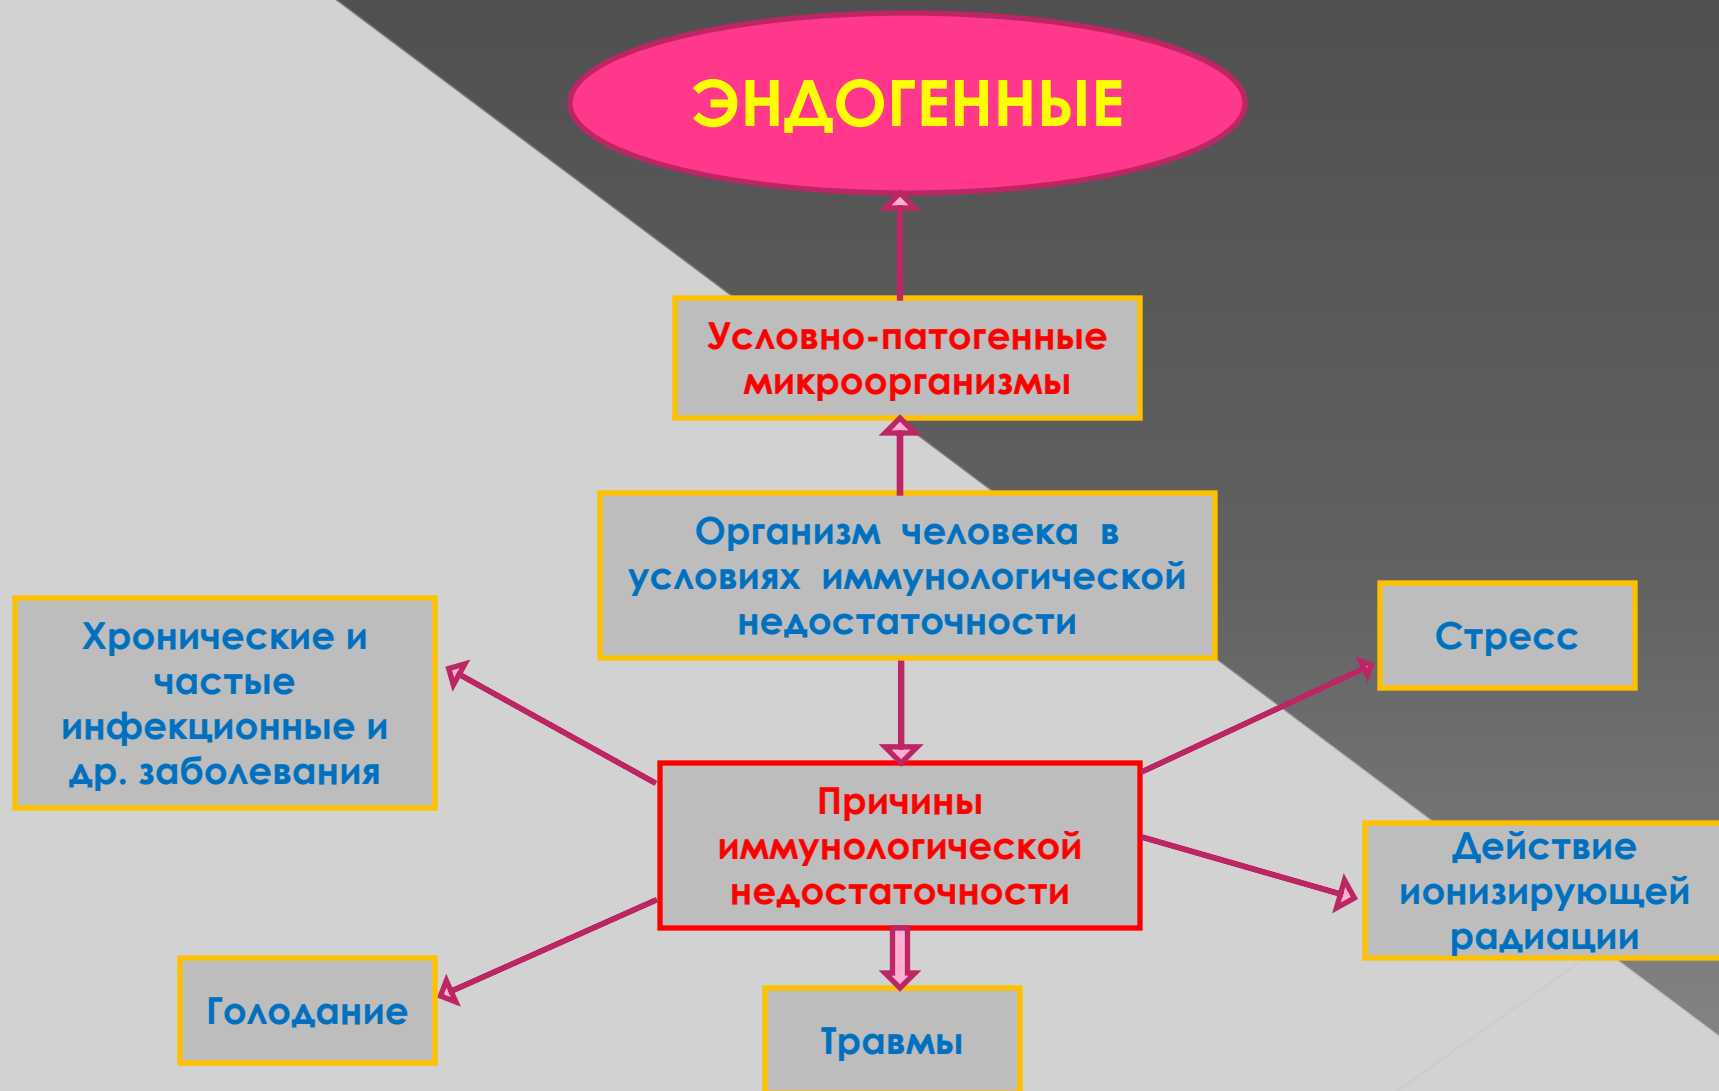 ЭНДОГЕННЫЕ
Условно-патогенные
микроорганизмы
Организм человека в
условиях иммунологической
недостаточности
Хронические и
частые
инфекционные и
др. заболевания
Стресс
Причины
иммунологической
недостаточности
Действие
ионизирующей
радиации
Голодание
Травмы